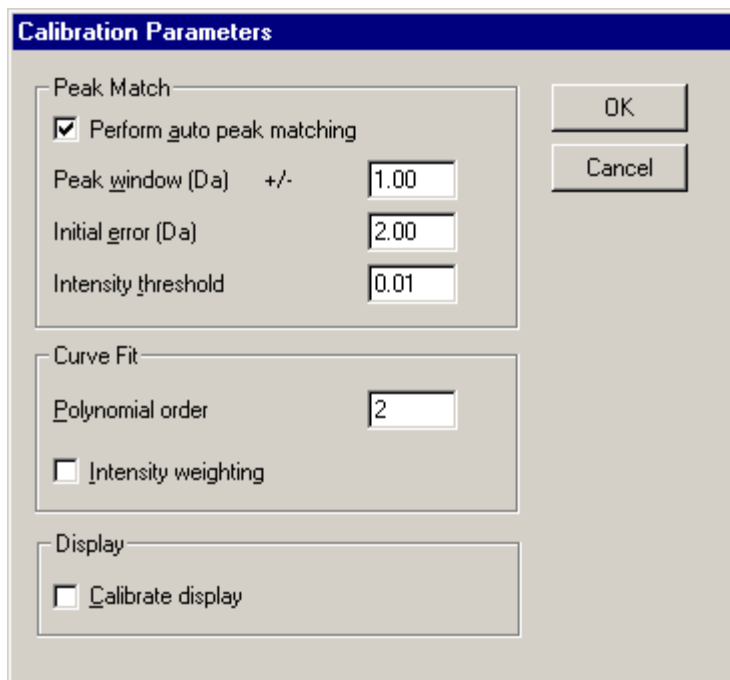 Calibration Parameters
Peak Match
OK
Perform auto peak matching
Cancel
Peak window (Da) +/- 1.00
Initial error (Da) 2.00
Intensity threshold 0.01
Curve Fit
Polynomial order 2
Intensity weighting
Display
Calibrate display